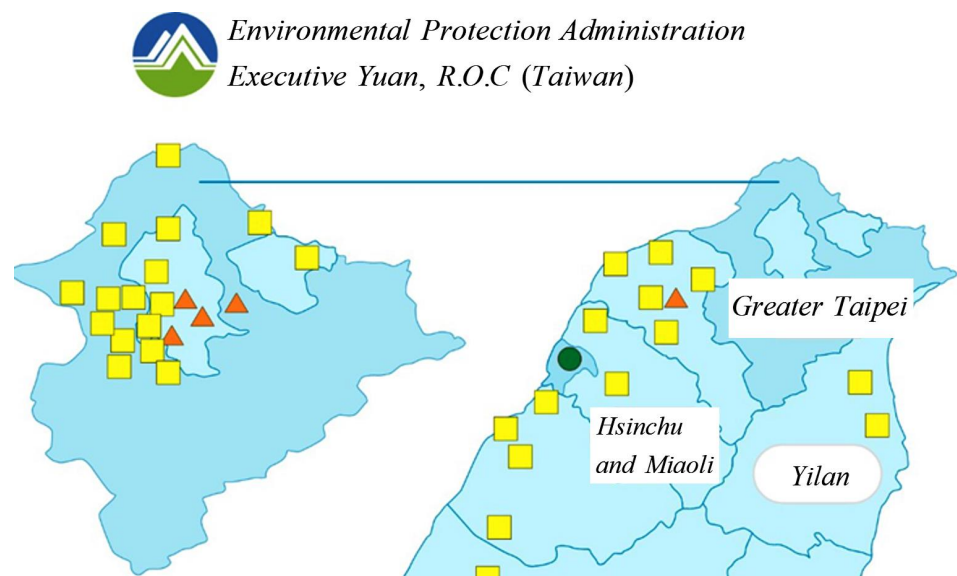 Environmental Protection Administration
Executive Yuan, R.O.C (Taiwan)
Greater Taipei
Hsinchu
and Miaoli
Yilan